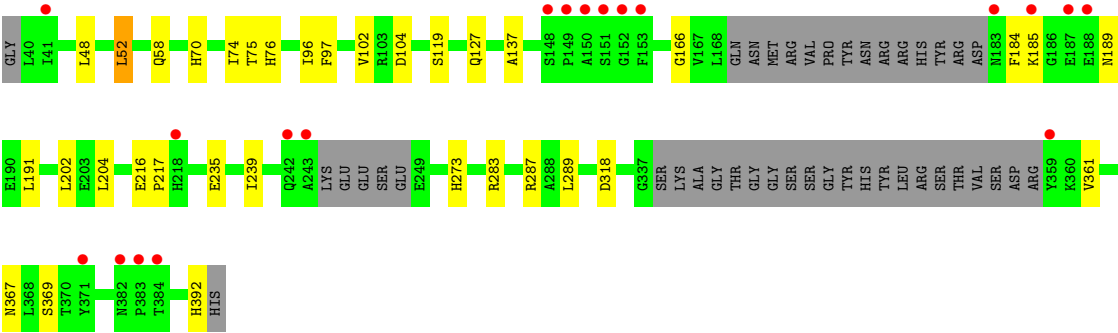 GLY L40 I41 L48 L52 Q58 H70 I74 T75 H76 I96 F97 V102 R103 D104 S119 Q127 A137 S148 P149 A150 S151 G152 F153 G166 V167 L168 GLN ASN MET ARG VAL PRO TYR ASN ARG ARG HIS TYR ARG ASP N183 F184 K185 G186 E187 E188 N189
E190 L191 L202 E203 L204 E216 P217 H218 E235 I239 Q242 A243 LYS GLU GLU SER GLU E249 H273 R283 R287 A288 L289 D318 G337 SER LYS ALA GLY THR GLY GLY SER SER GLY TYR HIS TYR LEU ARG SER THR VAL SER ASP ARG Y359 K360 V361
N367 L368 S369 T370 Y371 N382 P383 T384 H392 HIS